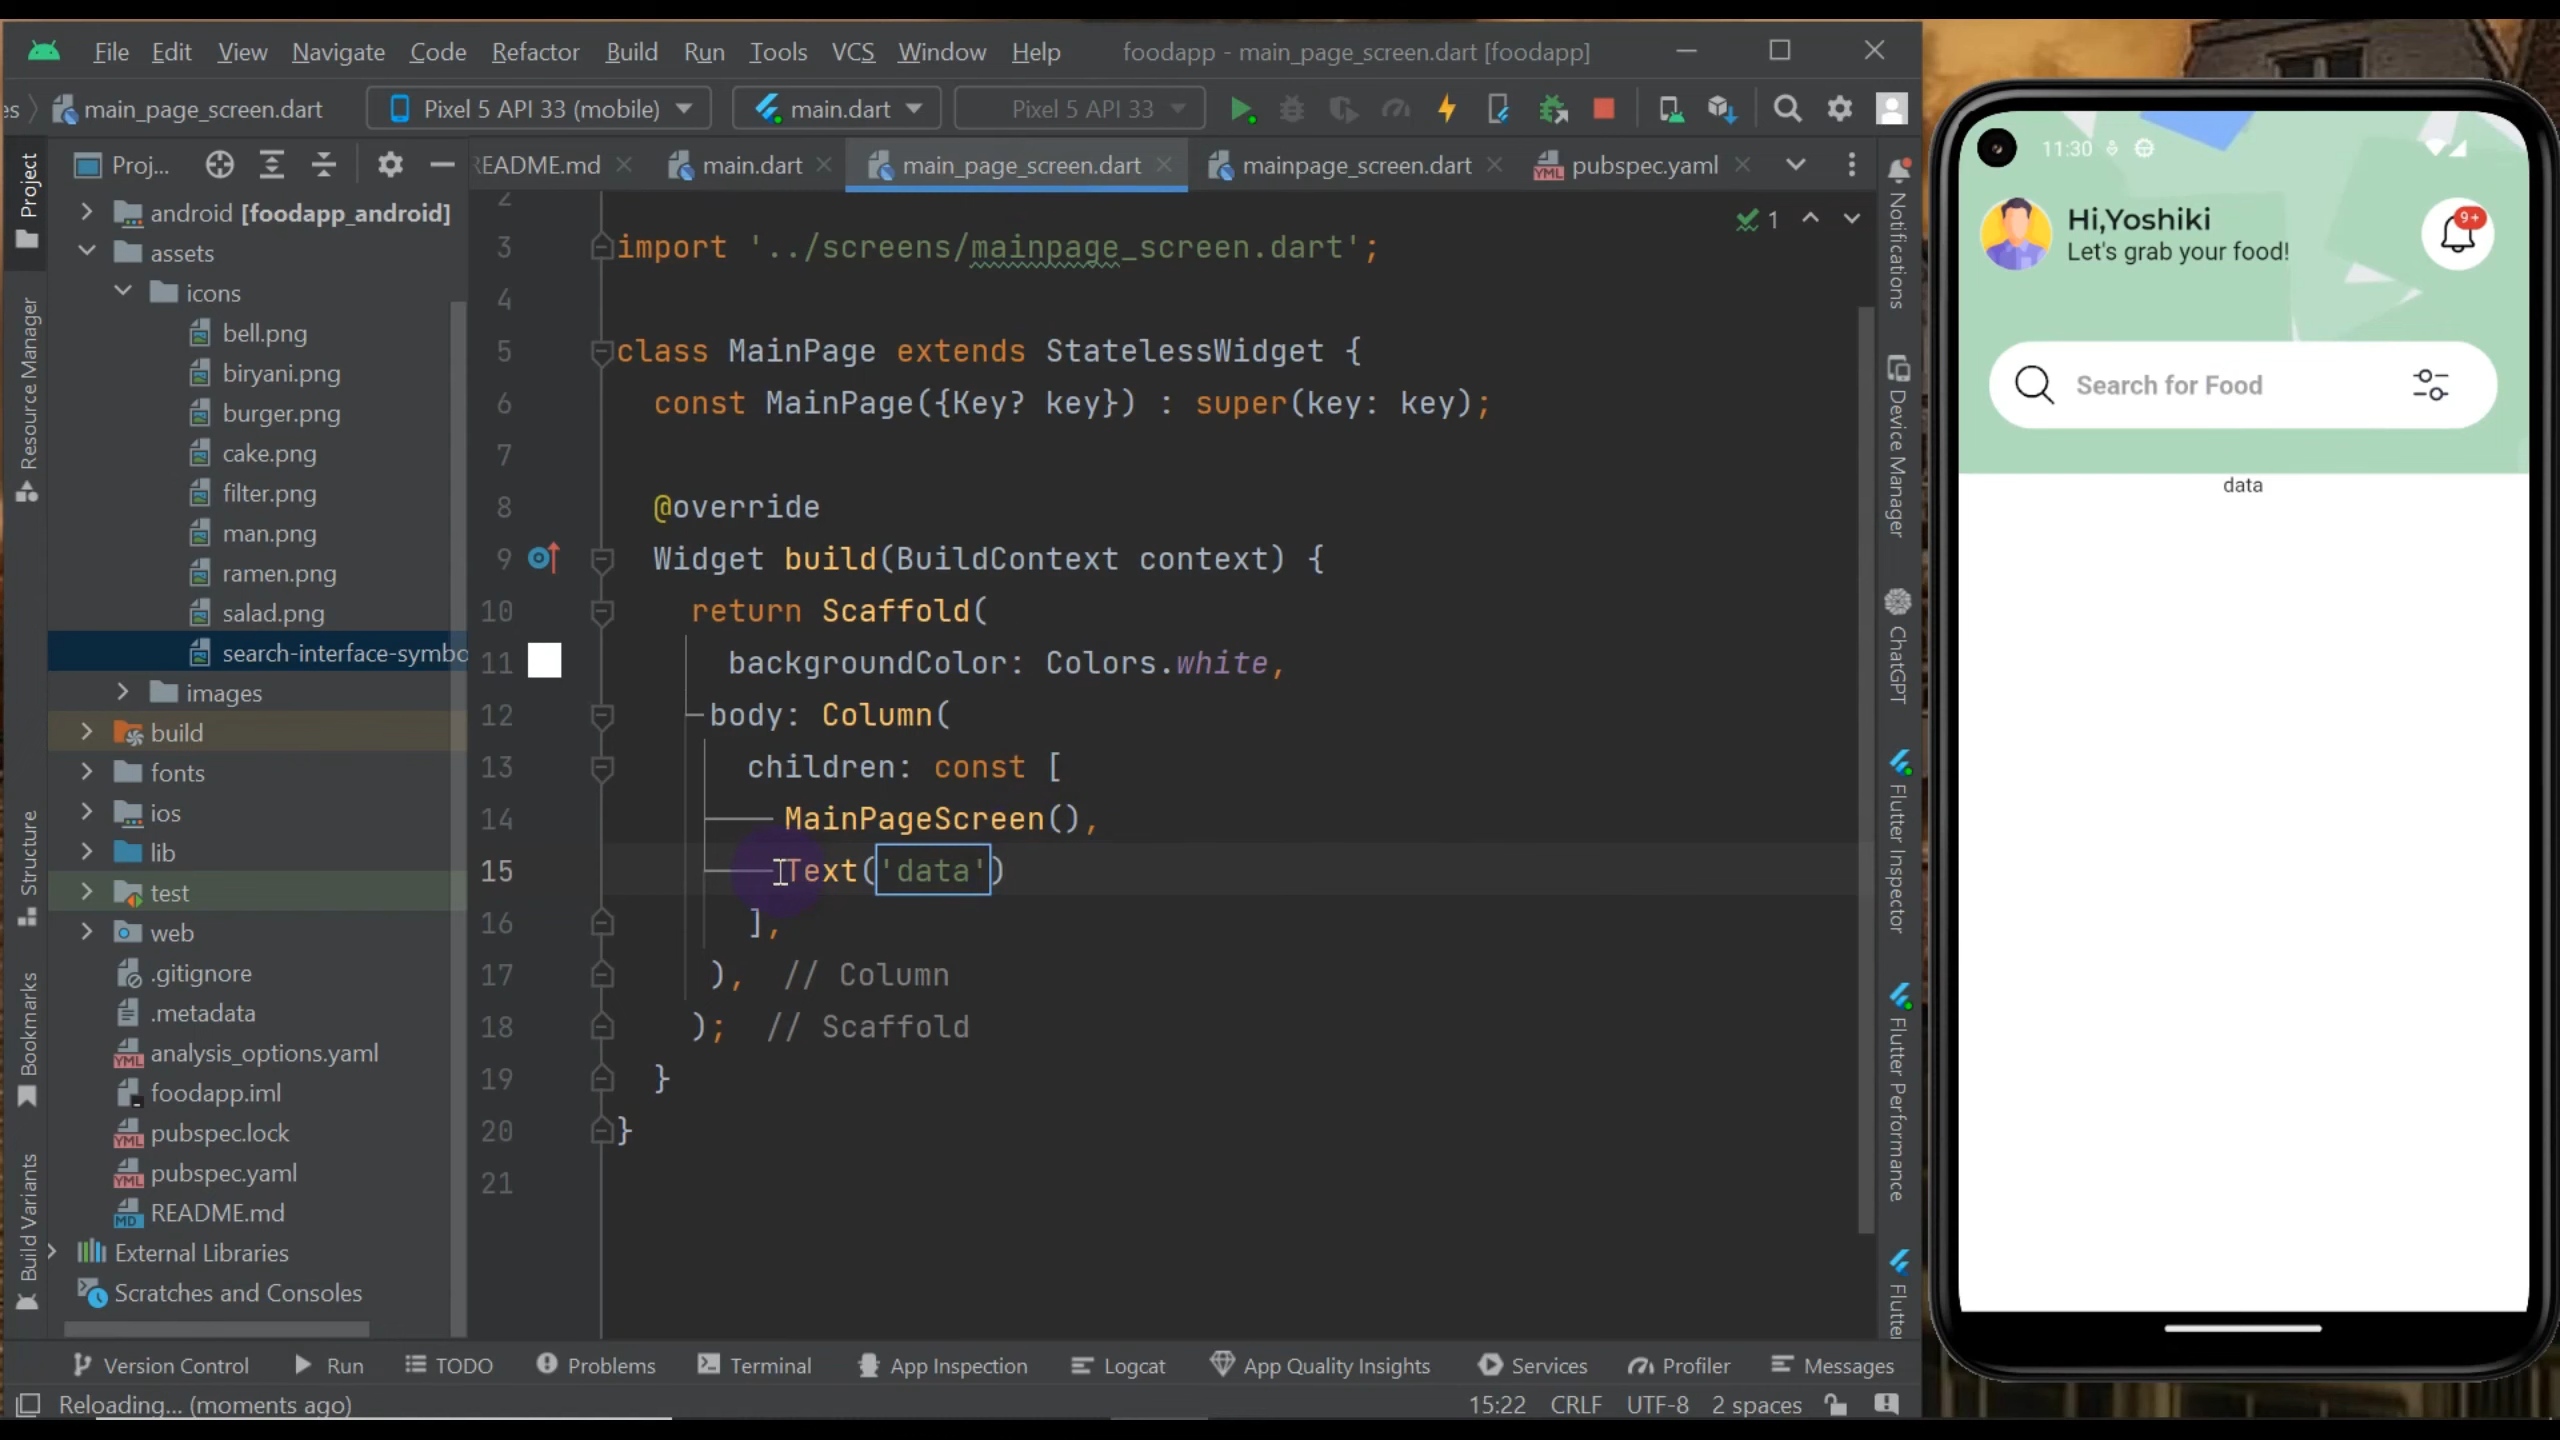 File Edit View Navigate Code Refactor Build Run Tools VCS Window Help foodapp - main_page_screen.dart [foodapp]
es main_page_screen.dart Pixel 5 API 33 (mobile) main.dart Pixel 5 API 33
Proj... README.md main.dart main_page_screen.dart mainpage_screen.dart pubspec.yaml
Project
Resource Manager
Structure
Bookmarks
Build Variants
android [foodapp_android]
assets
icons
bell.png
biryani.png
burger.png
cake.png
filter.png
man.png
ramen.png
salad.png
search-interface-symbo
images
build
fonts
ios
lib
test
web
.gitignore
.metadata
analysis_options.yaml
foodapp.iml
pubspec.lock
pubspec.yaml
README.md
External Libraries
Scratches and Consoles
1
2
3 import '../screens/mainpage_screen.dart';
4
5 class MainPage extends StatelessWidget {
6 const MainPage({Key? key}) : super(key: key);
7
8 @override
9 Widget build(BuildContext context) {
10 return Scaffold(
11 backgroundColor: Colors.white,
12 body: Column(
13 children: const [
14 MainPageScreen(),
15 Text('data')
16 ],
17 ), // Column
18 ); // Scaffold
19 }
20 }
21
Notifications
Device Manager
ChatGPT
Flutter Inspector
Flutter Performance
Flutter
Version Control Run TODO Problems Terminal App Inspection Logcat App Quality Insights Services Profiler Messages
Reloading... (moments ago) 15:22 CRLF UTF-8 2 spaces
11:30
Hi,Yoshiki
Let's grab your food!
9+
Search for Food
data